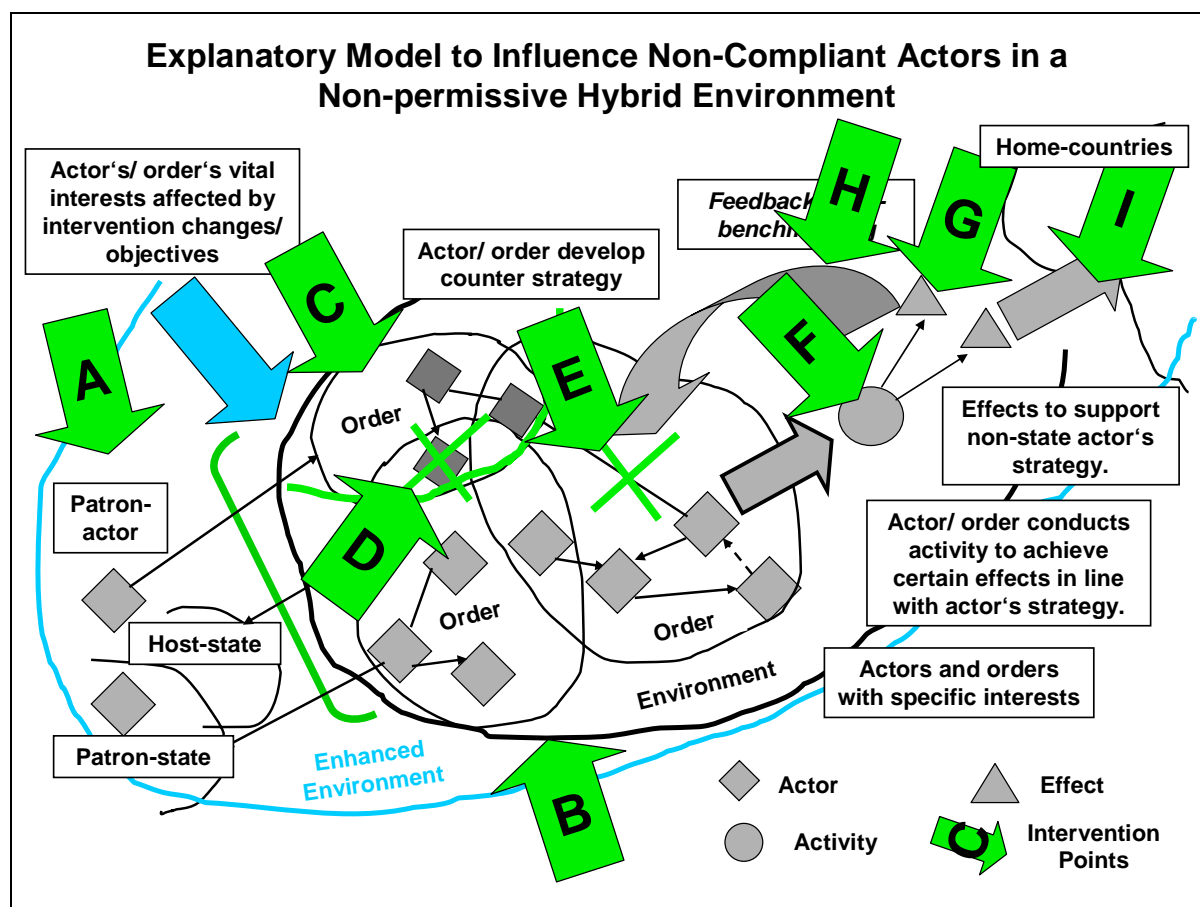 Explanatory Model to Influence Non-Compliant Actors in a
Non-permissive Hybrid Environment
Home-countries
Actor‘s/ order‘s vital
interests affected by
intervention changes/
objectives
Feedback
benchm
H
G
I
Actor/ order develop
counter strategy
C
A
F
E
Order
Effects to support
non-state actor‘s
strategy.
Patron-
actor
D
Actor/ order conducts
activity to achieve
certain effects in line
with actor‘s strategy.
Host-state
Order
Order
Environment
Actors and orders
with specific interests
Patron-state
Enhanced
Environment
B
Actor
Effect
Activity
C
Intervention
Points